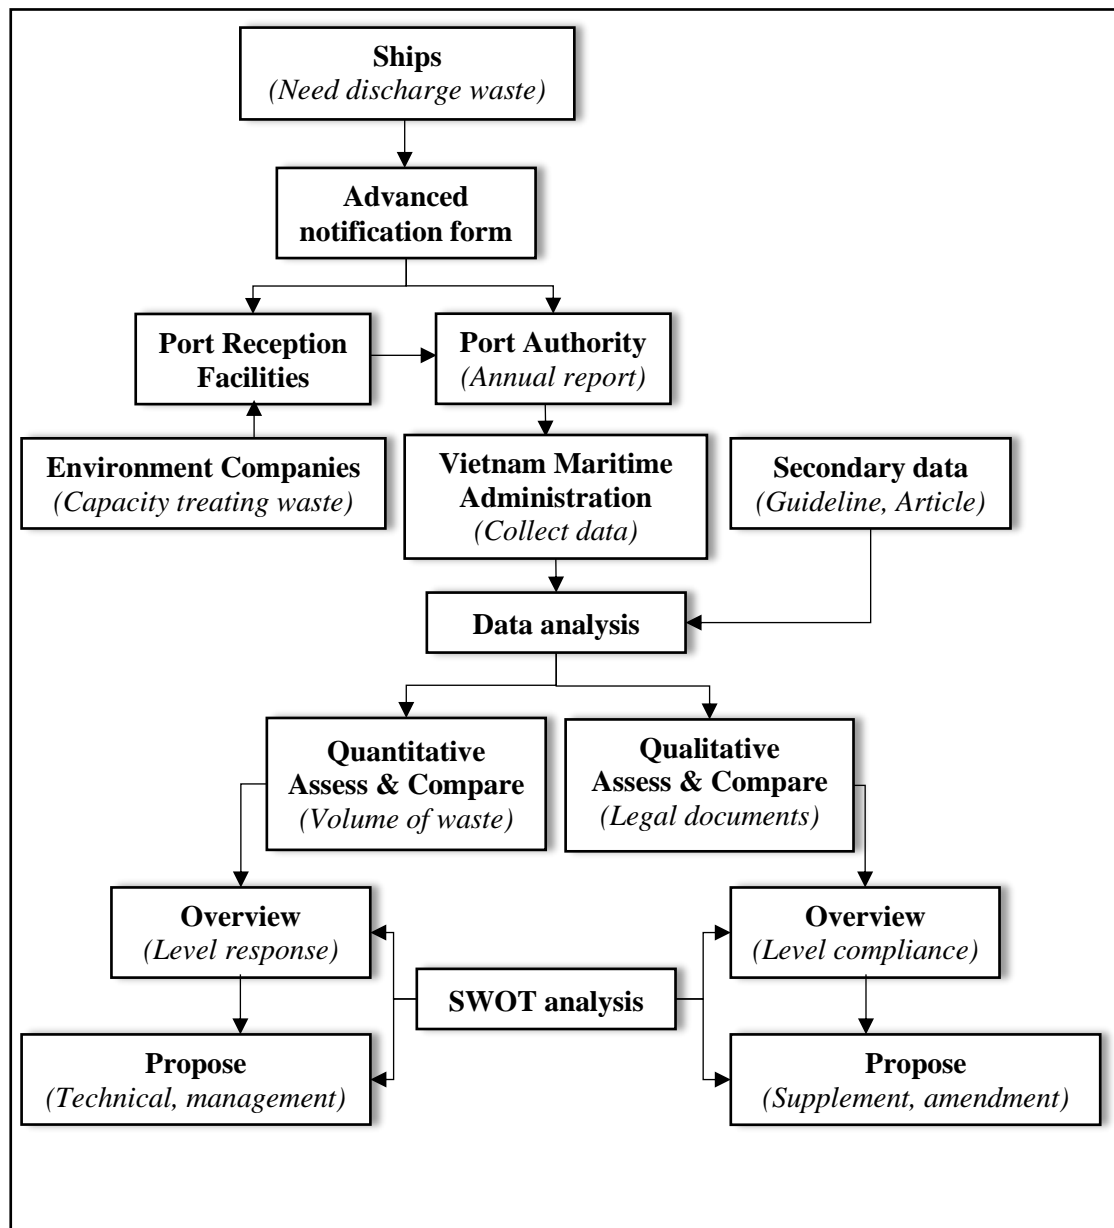 Ships
(Need discharge waste)
Advanced
notification form
Port Reception
Facilities
Port Authority
(Annual report)
Environment Companies
(Capacity treating waste)
Vietnam Maritime
Administration
(Collect data)
Secondary data
(Guideline, Article)
Data analysis
Quantitative
Assess & Compare
(Volume of waste)
Qualitative
Assess & Compare
(Legal documents)
Overview
(Level response)
Overview
(Level compliance)
SWOT analysis
Propose
(Technical, management)
Propose
(Supplement, amendment)